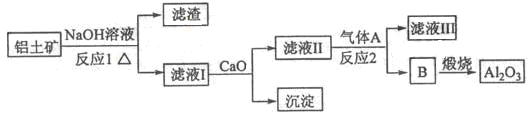 铝土矿
NaOH溶液
反应1 △
滤渣
滤液I
CaO
滤液II
沉淀
气体A
反应2
滤液III
B
煅烧
Al₂O₃